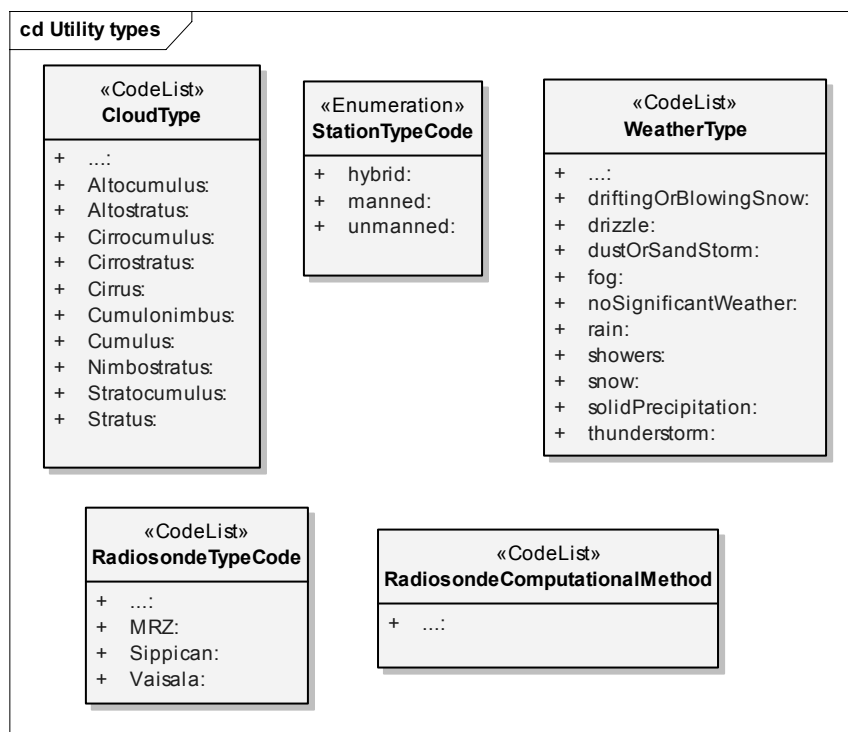 cd Utility types
«CodeList»
CloudType
+ ...:
+ Altocumulus:
+ Altostratus:
+ Cirrocumulus:
+ Cirrostratus:
+ Cirrus:
+ Cumulonimbus:
+ Cumulus:
+ Nimbostratus:
+ Stratocumulus:
+ Stratus:
«Enumeration»
StationTypeCode
+ hybrid:
+ manned:
+ unmanned:
«CodeList»
WeatherType
+ ...:
+ driftingOrBlowingSnow:
+ drizzle:
+ dustOrSandStorm:
+ fog:
+ noSignificantWeather:
+ rain:
+ showers:
+ snow:
+ solidPrecipitation:
+ thunderstorm:
«CodeList»
RadiosondeTypeCode
+ ...:
+ MRZ:
+ Sippican:
+ Vaisala:
«CodeList»
RadiosondeComputationalMethod
+ ...: